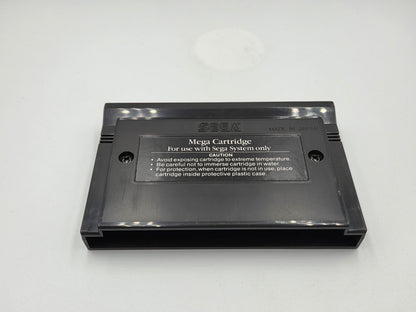 SEGA
MADE IN JAPAN
Mega Cartridge
For use with Sega System only
CAUTION
• Avoid exposing cartridge to extreme temperature.
• Be careful not to immerse cartridge in water.
• For protection, when cartridge is not in use, place
cartridge inside protective plastic case.